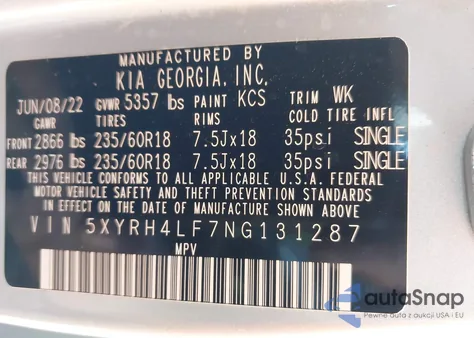 MANUFACTURED BY
KIA GEORGIA, INC.
JUN/08/22 GVWR 5357 lbs PAINT KCS TRIM WK
GAWR TIRES RIMS COLD TIRE INFL
FRONT 2866 lbs 235/60R18 7.5Jx18 35psi SINGLE
REAR 2976 lbs 235/60R18 7.5Jx18 35psi SINGLE
THIS VEHICLE CONFORMS TO ALL APPLICABLE U.S.A. FEDERAL
MOTOR VEHICLE SAFETY AND THEFT PREVENTION STANDARDS
IN EFFECT ON THE DATE OF MANUFACTURE SHOWN ABOVE.
VIN 5XYRH4LF7NG131287
MPV
autaSnap
Pewne auta z aukcji USA i EU